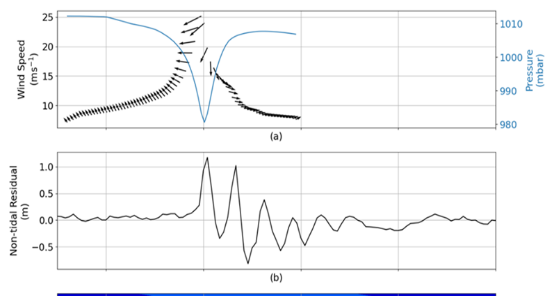 25
20
15
10
Wind Speed
(ms⁻¹)
1010
1000
990
980
Pressure
(mbar)
(a)
1.0
0.5
0.0
−0.5
Non-tidal Residual
(m)
(b)